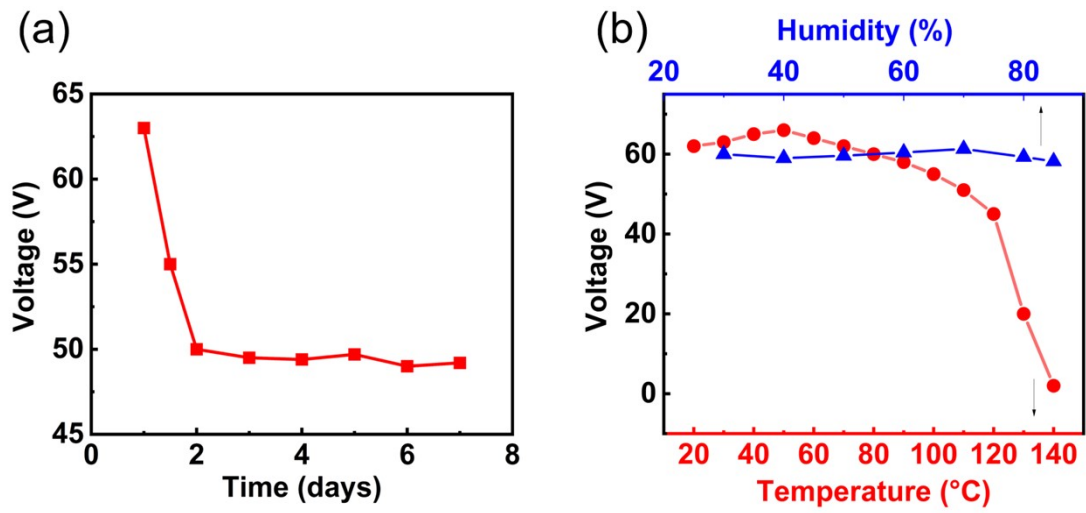 (a)
65
60
55
50
45
Voltage (V)
0 2 4 6 8
Time (days)
(b)
Humidity (%)
20 40 60 80
60
40
20
0
Voltage (V)
20 40 60 80 100 120 140
Temperature (°C)